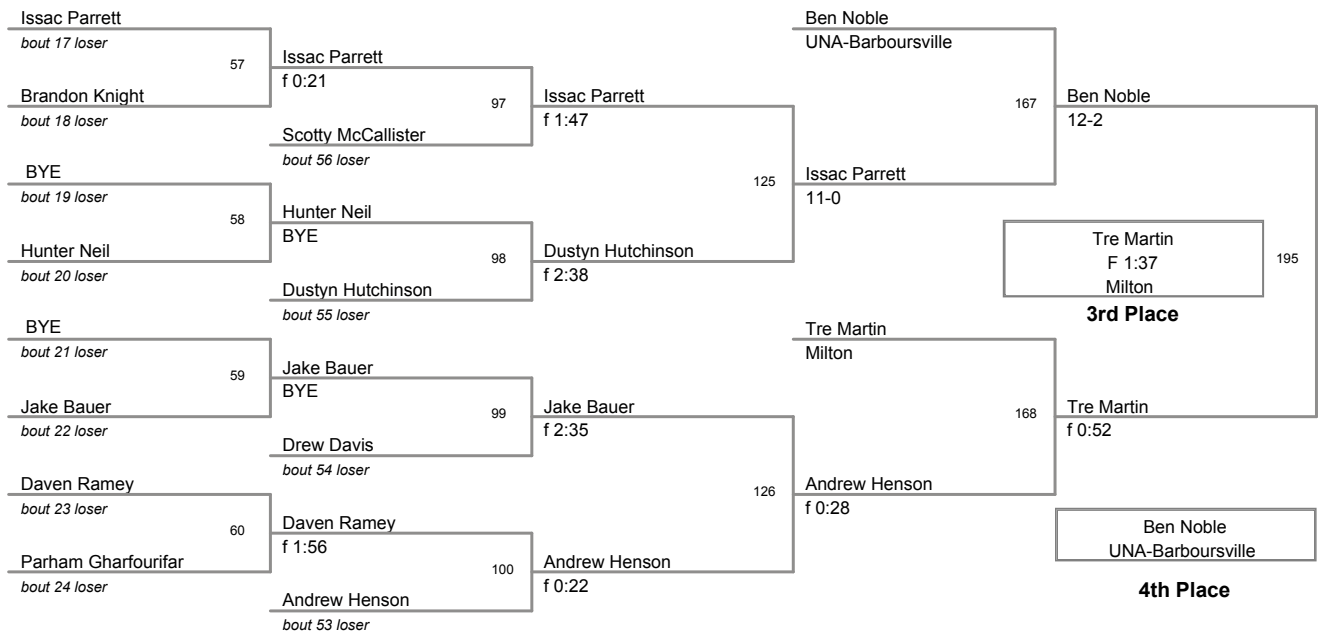 Issac Parrett
bout 17 loser
57
Brandon Knight
bout 18 loser
BYE
bout 19 loser
58
Hunter Neil
bout 20 loser
BYE
bout 21 loser
59
Jake Bauer
bout 22 loser
Daven Ramey
bout 23 loser
60
Parham Gharfourifar
bout 24 loser
Issac Parrett
f 0:21
97
Scotty McCallister
bout 56 loser
Hunter Neil
BYE
98
Dustyn Hutchinson
bout 55 loser
Jake Bauer
BYE
99
Drew Davis
bout 54 loser
Daven Ramey
f 1:56
100
Andrew Henson
bout 53 loser
Issac Parrett
f 1:47
125
Dustyn Hutchinson
f 2:38
Jake Bauer
f 2:35
126
Andrew Henson
f 0:22
Ben Noble
UNA-Barboursville
167
Issac Parrett
11-0
Tre Martin
Milton
168
Andrew Henson
f 0:28
Ben Noble
12-2
195
Tre Martin
f 0:52
Tre Martin
F 1:37
Milton
3rd Place
Ben Noble
UNA-Barboursville
4th Place